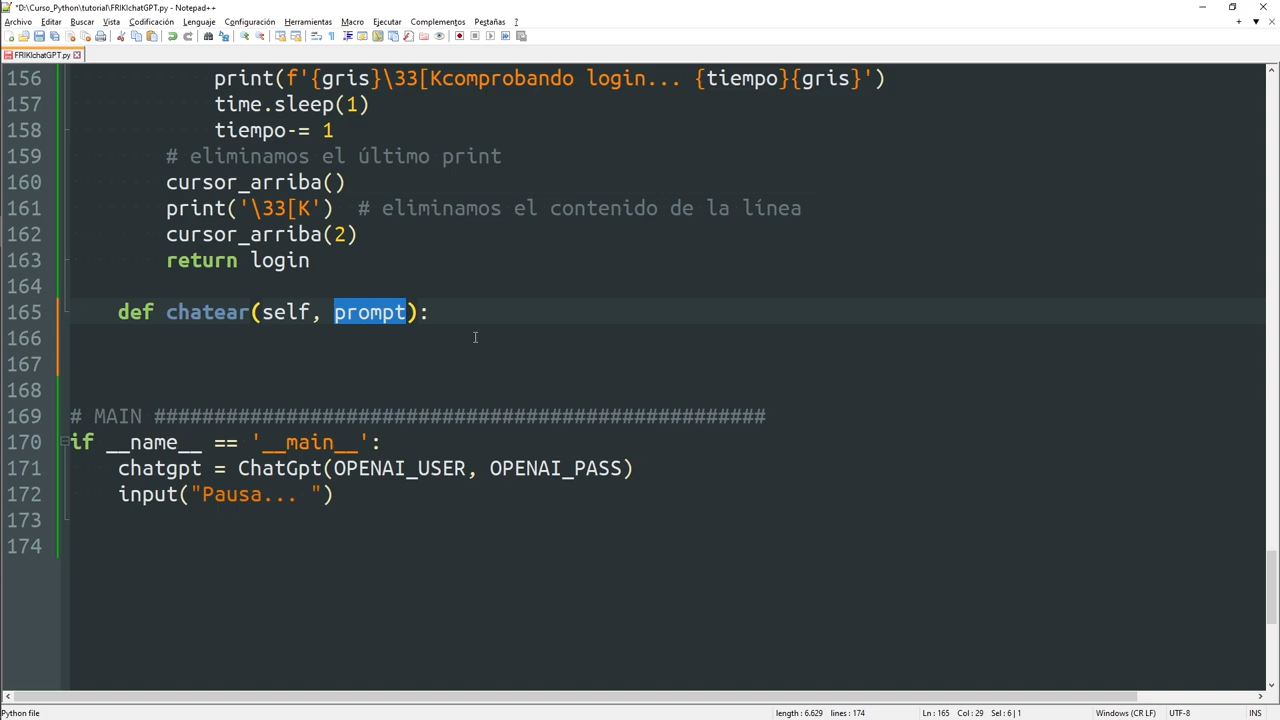 *D:\Curso_Python\tutorial\FRIKIchatGPT.py - Notepad++
Archivo Editar Buscar Vista Codificación Lenguaje Configuración Herramientas Macro Ejecutar Complementos Pestañas ?
FRIKIchatGPT.py
156 print(f'{gris}\33[Kcomprobando login... {tiempo}{gris}')
157 time.sleep(1)
158 tiempo-= 1
159 # eliminamos el último print
160 cursor_arriba()
161 print('\33[K') # eliminamos el contenido de la línea
162 cursor_arriba(2)
163 return login
164
165 def chatear(self, prompt):
166
167
168
169 # MAIN ###################################################
170 if __name__ == '__main__':
171 chatgpt = ChatGpt(OPENAI_USER, OPENAI_PASS)
172 input("Pausa... ")
173
174
Python file length : 6.629 lines : 174 Ln : 165 Col : 29 Sel : 6 | 1 Windows (CR LF) UTF-8 INS